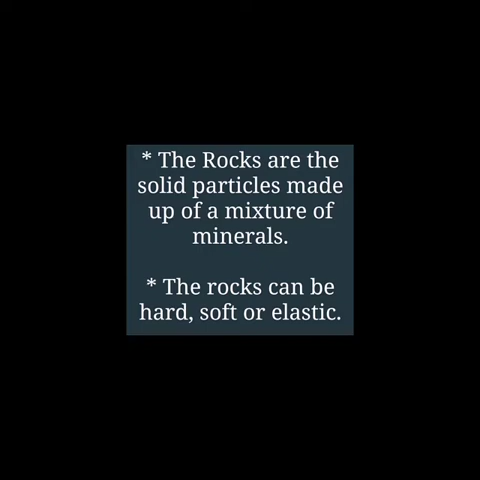 * The Rocks are the
solid particles made
up of a mixture of
minerals.
* The rocks can be
hard, soft or elastic.